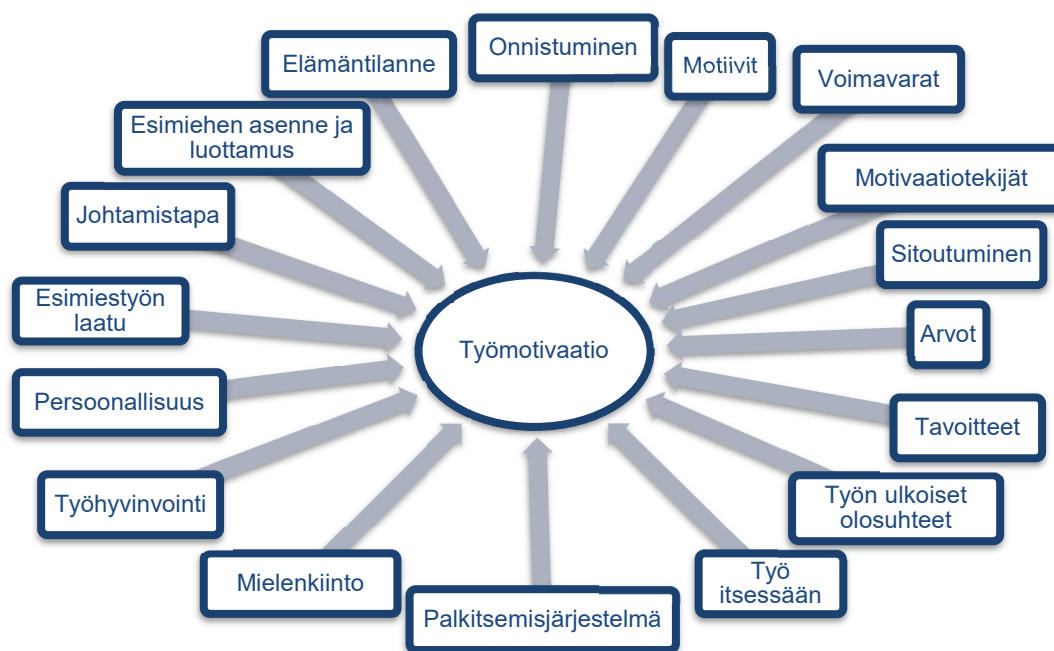 Onnistuminen
Elämäntilanne
Motiivit
Voimavarat
Esimiehen asenne ja
luottamus
Motivaatiotekijät
Johtamistapa
Sitoutuminen
Esimiestyön
laatu
Työmotivaatio
Arvot
Persoonallisuus
Tavoitteet
Työhyvinvointi
Työn ulkoiset
olosuhteet
Mielenkiinto
Työ
itsessään
Palkitsemisjärjestelmä